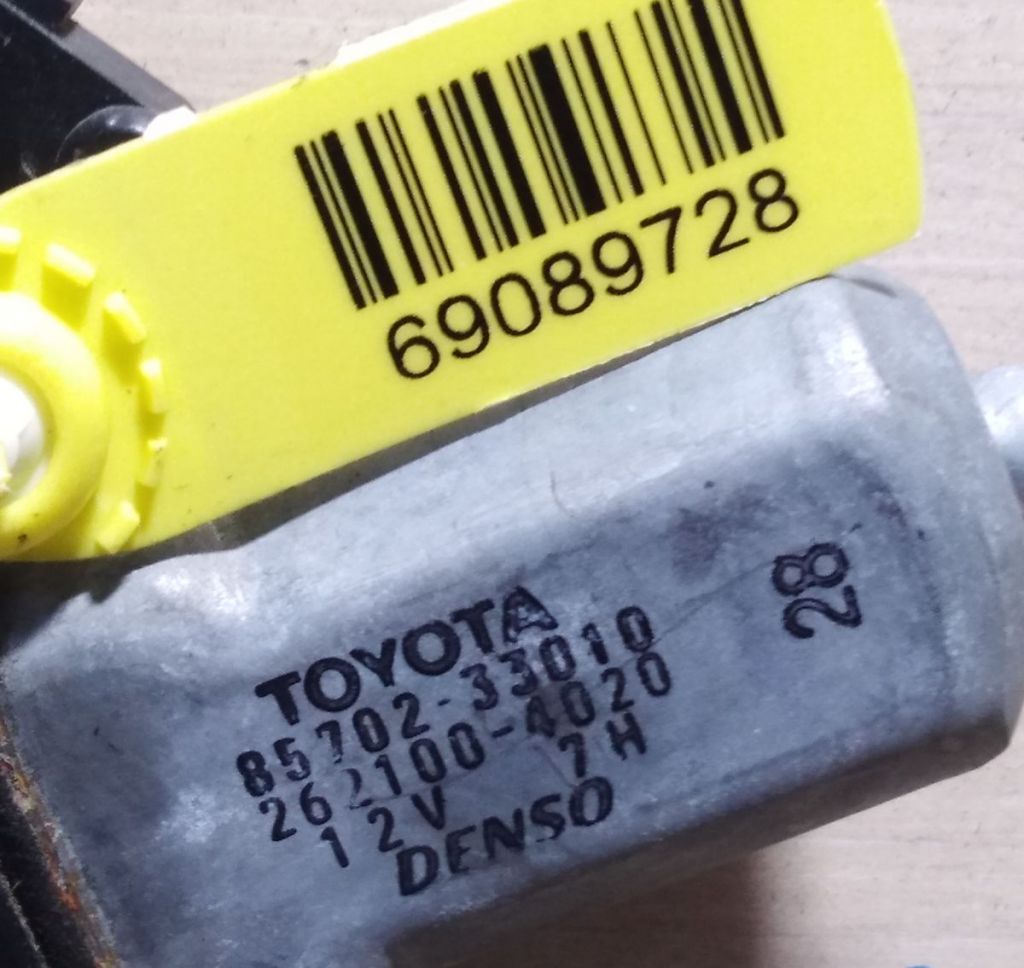 69089728
TOYOTA
85702-33010
262100-4020
12V 7H
DENSO
28